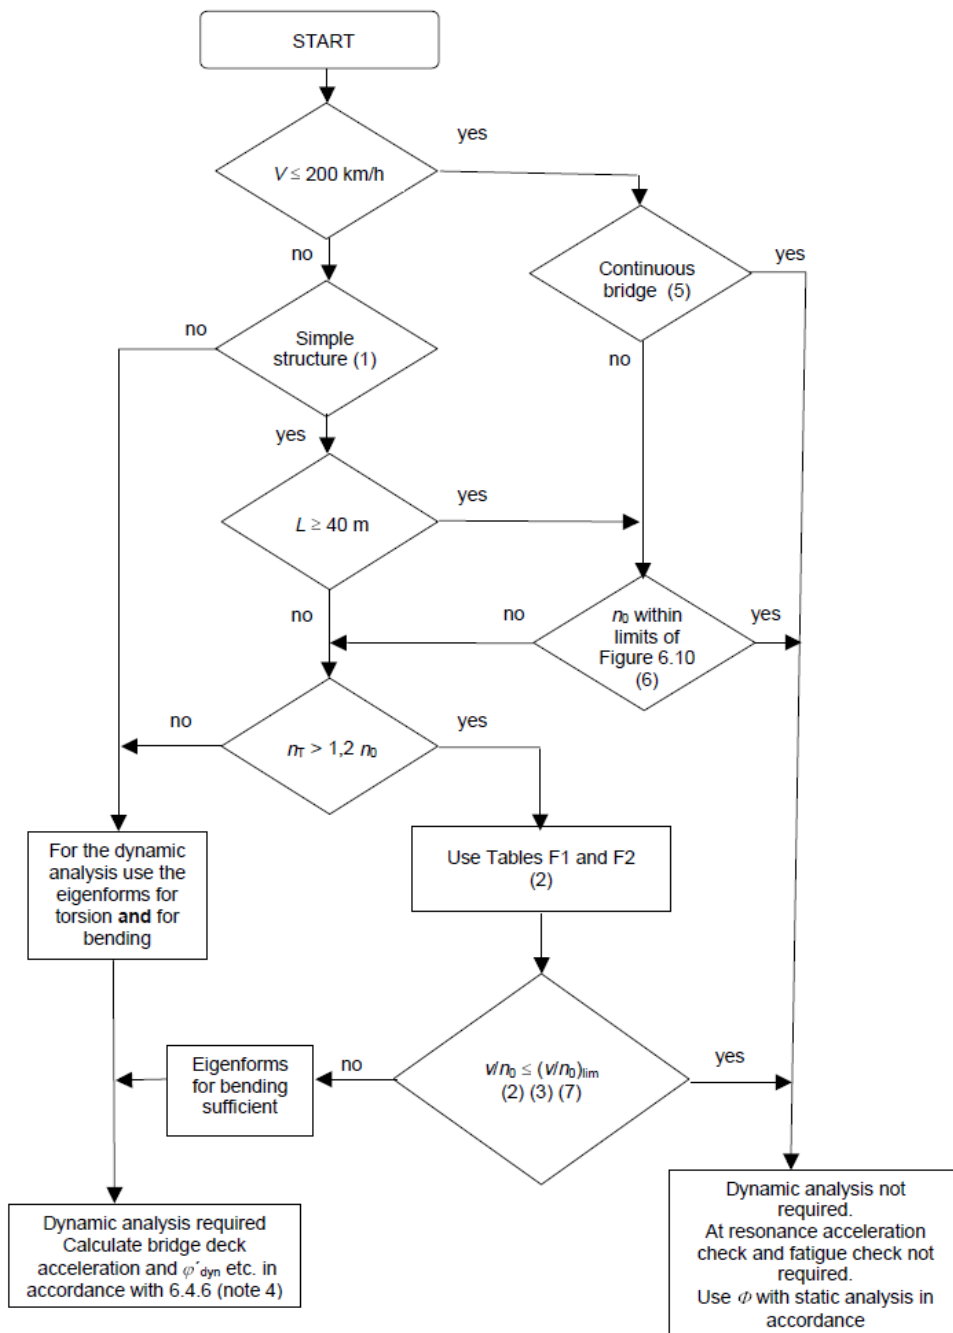 START
yes
V ≤ 200 km/h
no
yes
Continuous
bridge (5)
no
Simple
structure (1)
no
yes
yes
L ≥ 40 m
no
no
n₀ within
limits of
Figure 6.10
(6)
yes
no
yes
nT > 1,2 n₀
For the dynamic
analysis use the
eigenforms for
torsion and for
bending
Use Tables F1 and F2
(2)
Eigenforms
for bending
sufficient
no
v/n₀ ≤ (v/n₀)lim
(2) (3) (7)
yes
Dynamic analysis required
Calculate bridge deck
acceleration and φ′dyn etc. in
accordance with 6.4.6 (note 4)
Dynamic analysis not
required.
At resonance acceleration
check and fatigue check not
required.
Use Φ with static analysis in
accordance